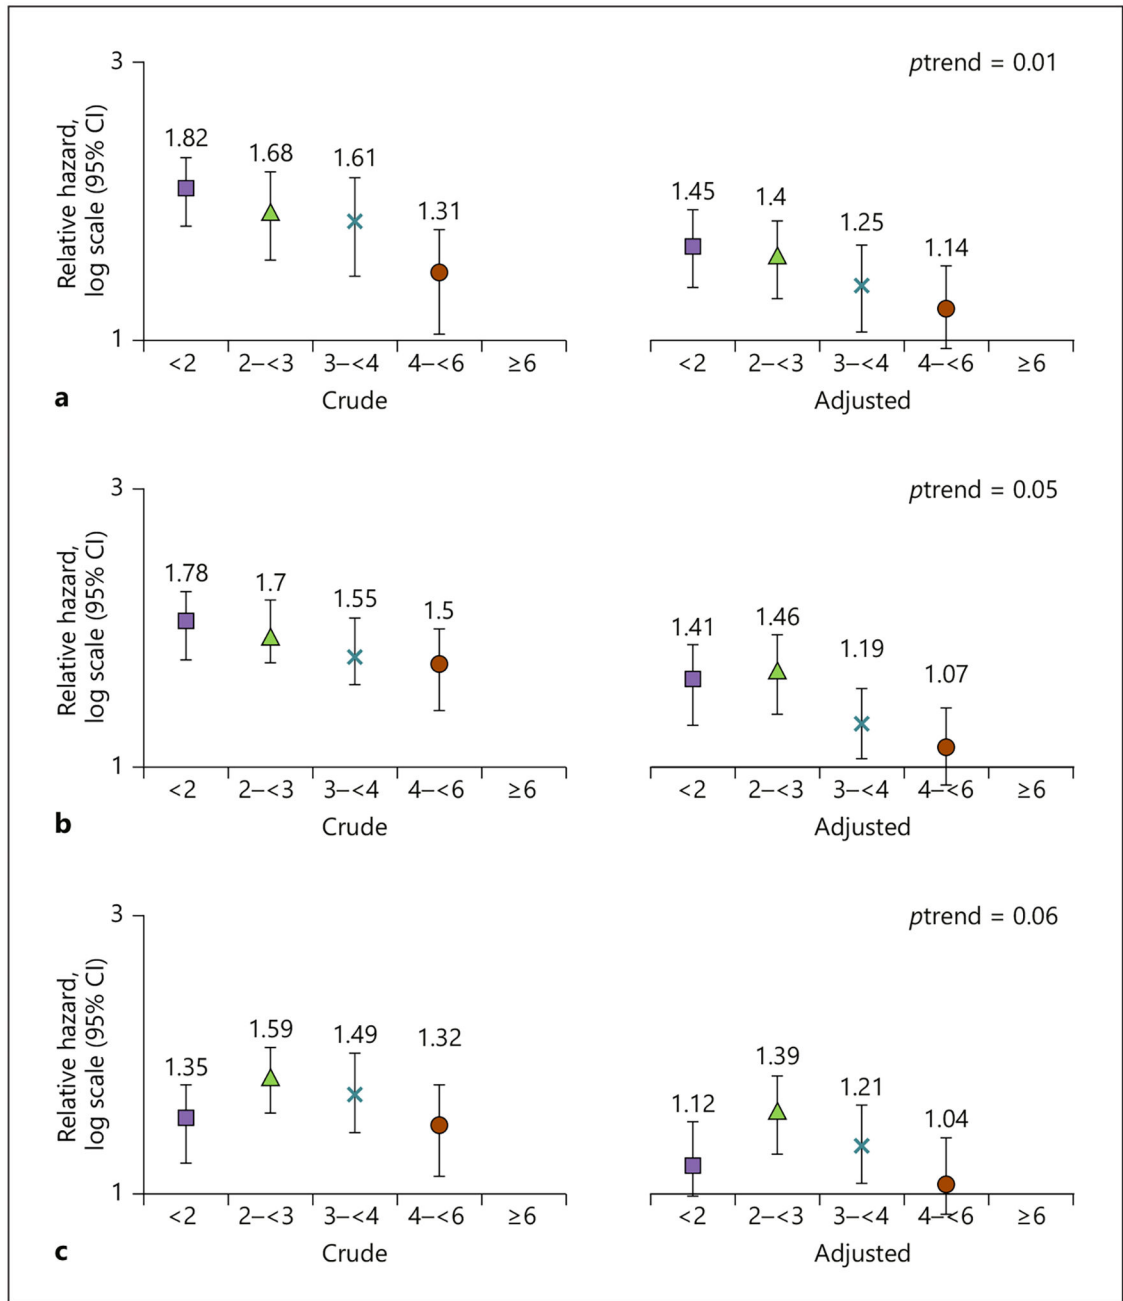 3
ptrend = 0.01
Relative hazard,
log scale (95% CI)
1.82
1.68
1.61
1.31
1.45
1.4
1.25
1.14
1
<2 2–<3 3–<4 4–<6 ≥6
<2 2–<3 3–<4 4–<6 ≥6
a
Crude
Adjusted
3
ptrend = 0.05
Relative hazard,
log scale (95% CI)
1.78
1.7
1.55
1.5
1.41
1.46
1.19
1.07
1
<2 2–<3 3–<4 4–<6 ≥6
<2 2–<3 3–<4 4–<6 ≥6
b
Crude
Adjusted
3
ptrend = 0.06
Relative hazard,
log scale (95% CI)
1.35
1.59
1.49
1.32
1.12
1.39
1.21
1.04
1
<2 2–<3 3–<4 4–<6 ≥6
<2 2–<3 3–<4 4–<6 ≥6
c
Crude
Adjusted